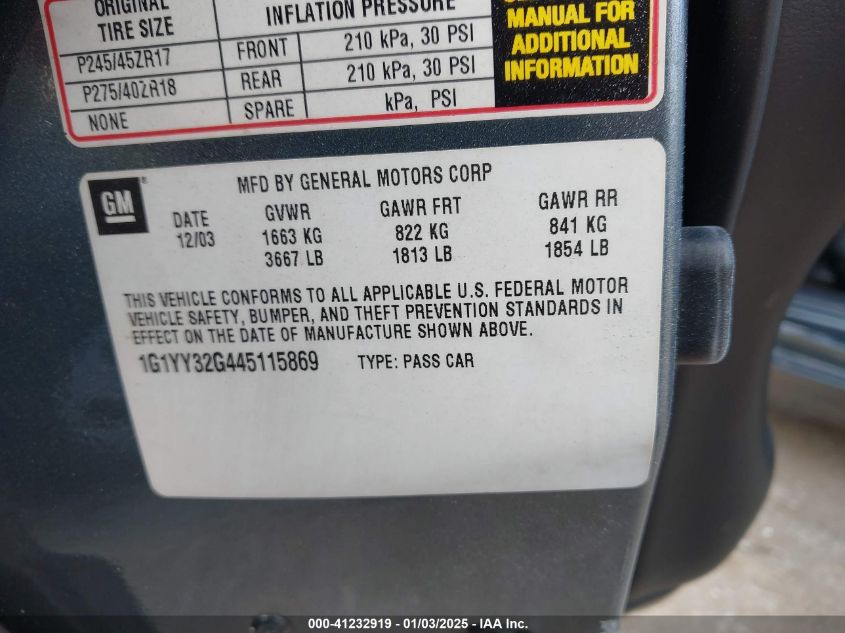 ORIGINAL
TIRE SIZE
INFLATION PRESSURE
P245/45ZR17 FRONT 210 kPa, 30 PSI
P275/40ZR18 REAR 210 kPa, 30 PSI
NONE SPARE kPa, PSI
MANUAL FOR
ADDITIONAL
INFORMATION
GM
MFD BY GENERAL MOTORS CORP
DATE GVWR GAWR FRT GAWR RR
12/03 1663 KG 822 KG 841 KG
3667 LB 1813 LB 1854 LB
THIS VEHICLE CONFORMS TO ALL APPLICABLE U.S. FEDERAL MOTOR
VEHICLE SAFETY, BUMPER, AND THEFT PREVENTION STANDARDS IN
EFFECT ON THE DATE OF MANUFACTURE SHOWN ABOVE.
1G1YY32G445115869 TYPE: PASS CAR
000-41232919 - 01/03/2025 - IAA, Inc.